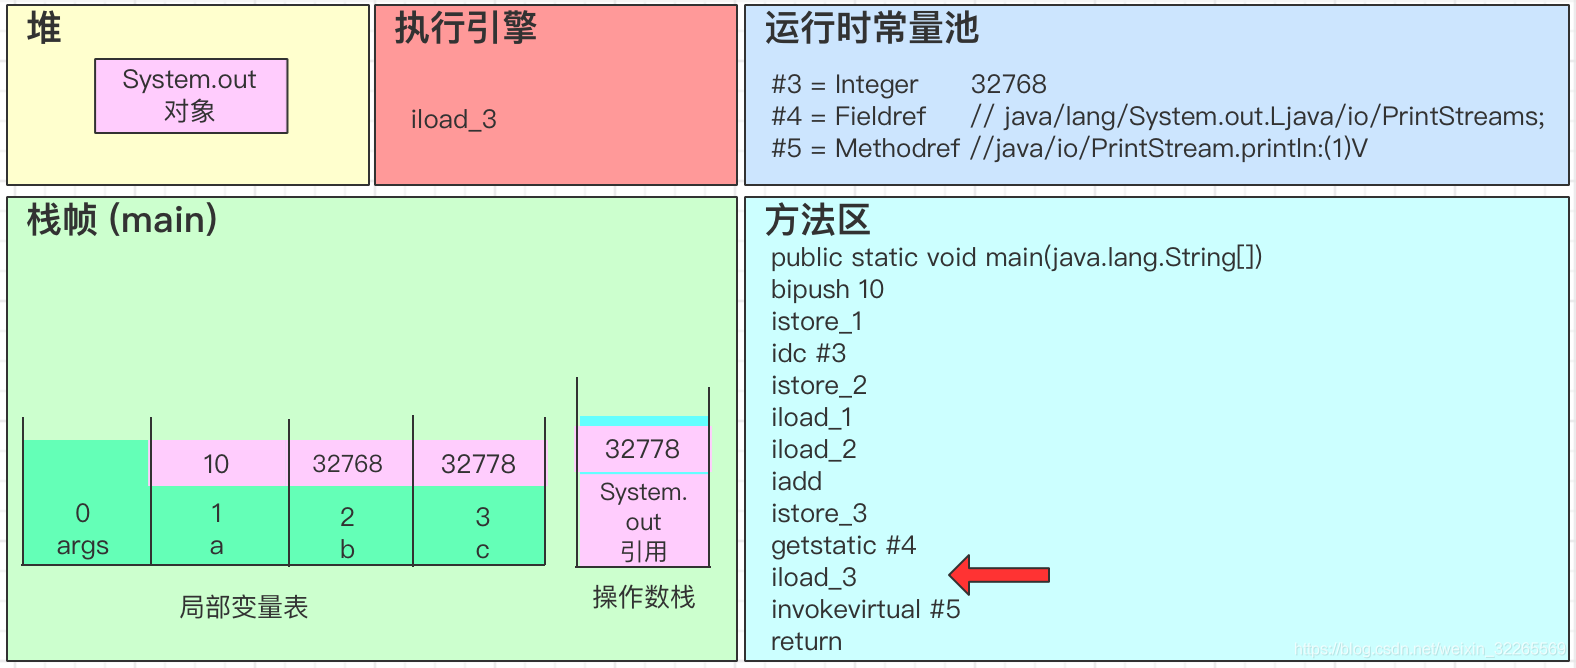 堆
System.out
对象
执行引擎
iload_3
运行时常量池
#3 = Integer 32768
#4 = Fieldref // java/lang/System.out.Ljava/io/PrintStreams;
#5 = Methodref //java/io/PrintStream.println:(1)V
栈帧 (main)
10
32768
32778
0
args
1
a
2
b
3
c
局部变量表
32778
System.
out
引用
操作数栈
方法区
public static void main(java.lang.String[])
bipush 10
istore_1
idc #3
istore_2
iload_1
iload_2
iadd
istore_3
getstatic #4
iload_3
invokevirtual #5
return
https://blog.csdn.net/weixin_32265569